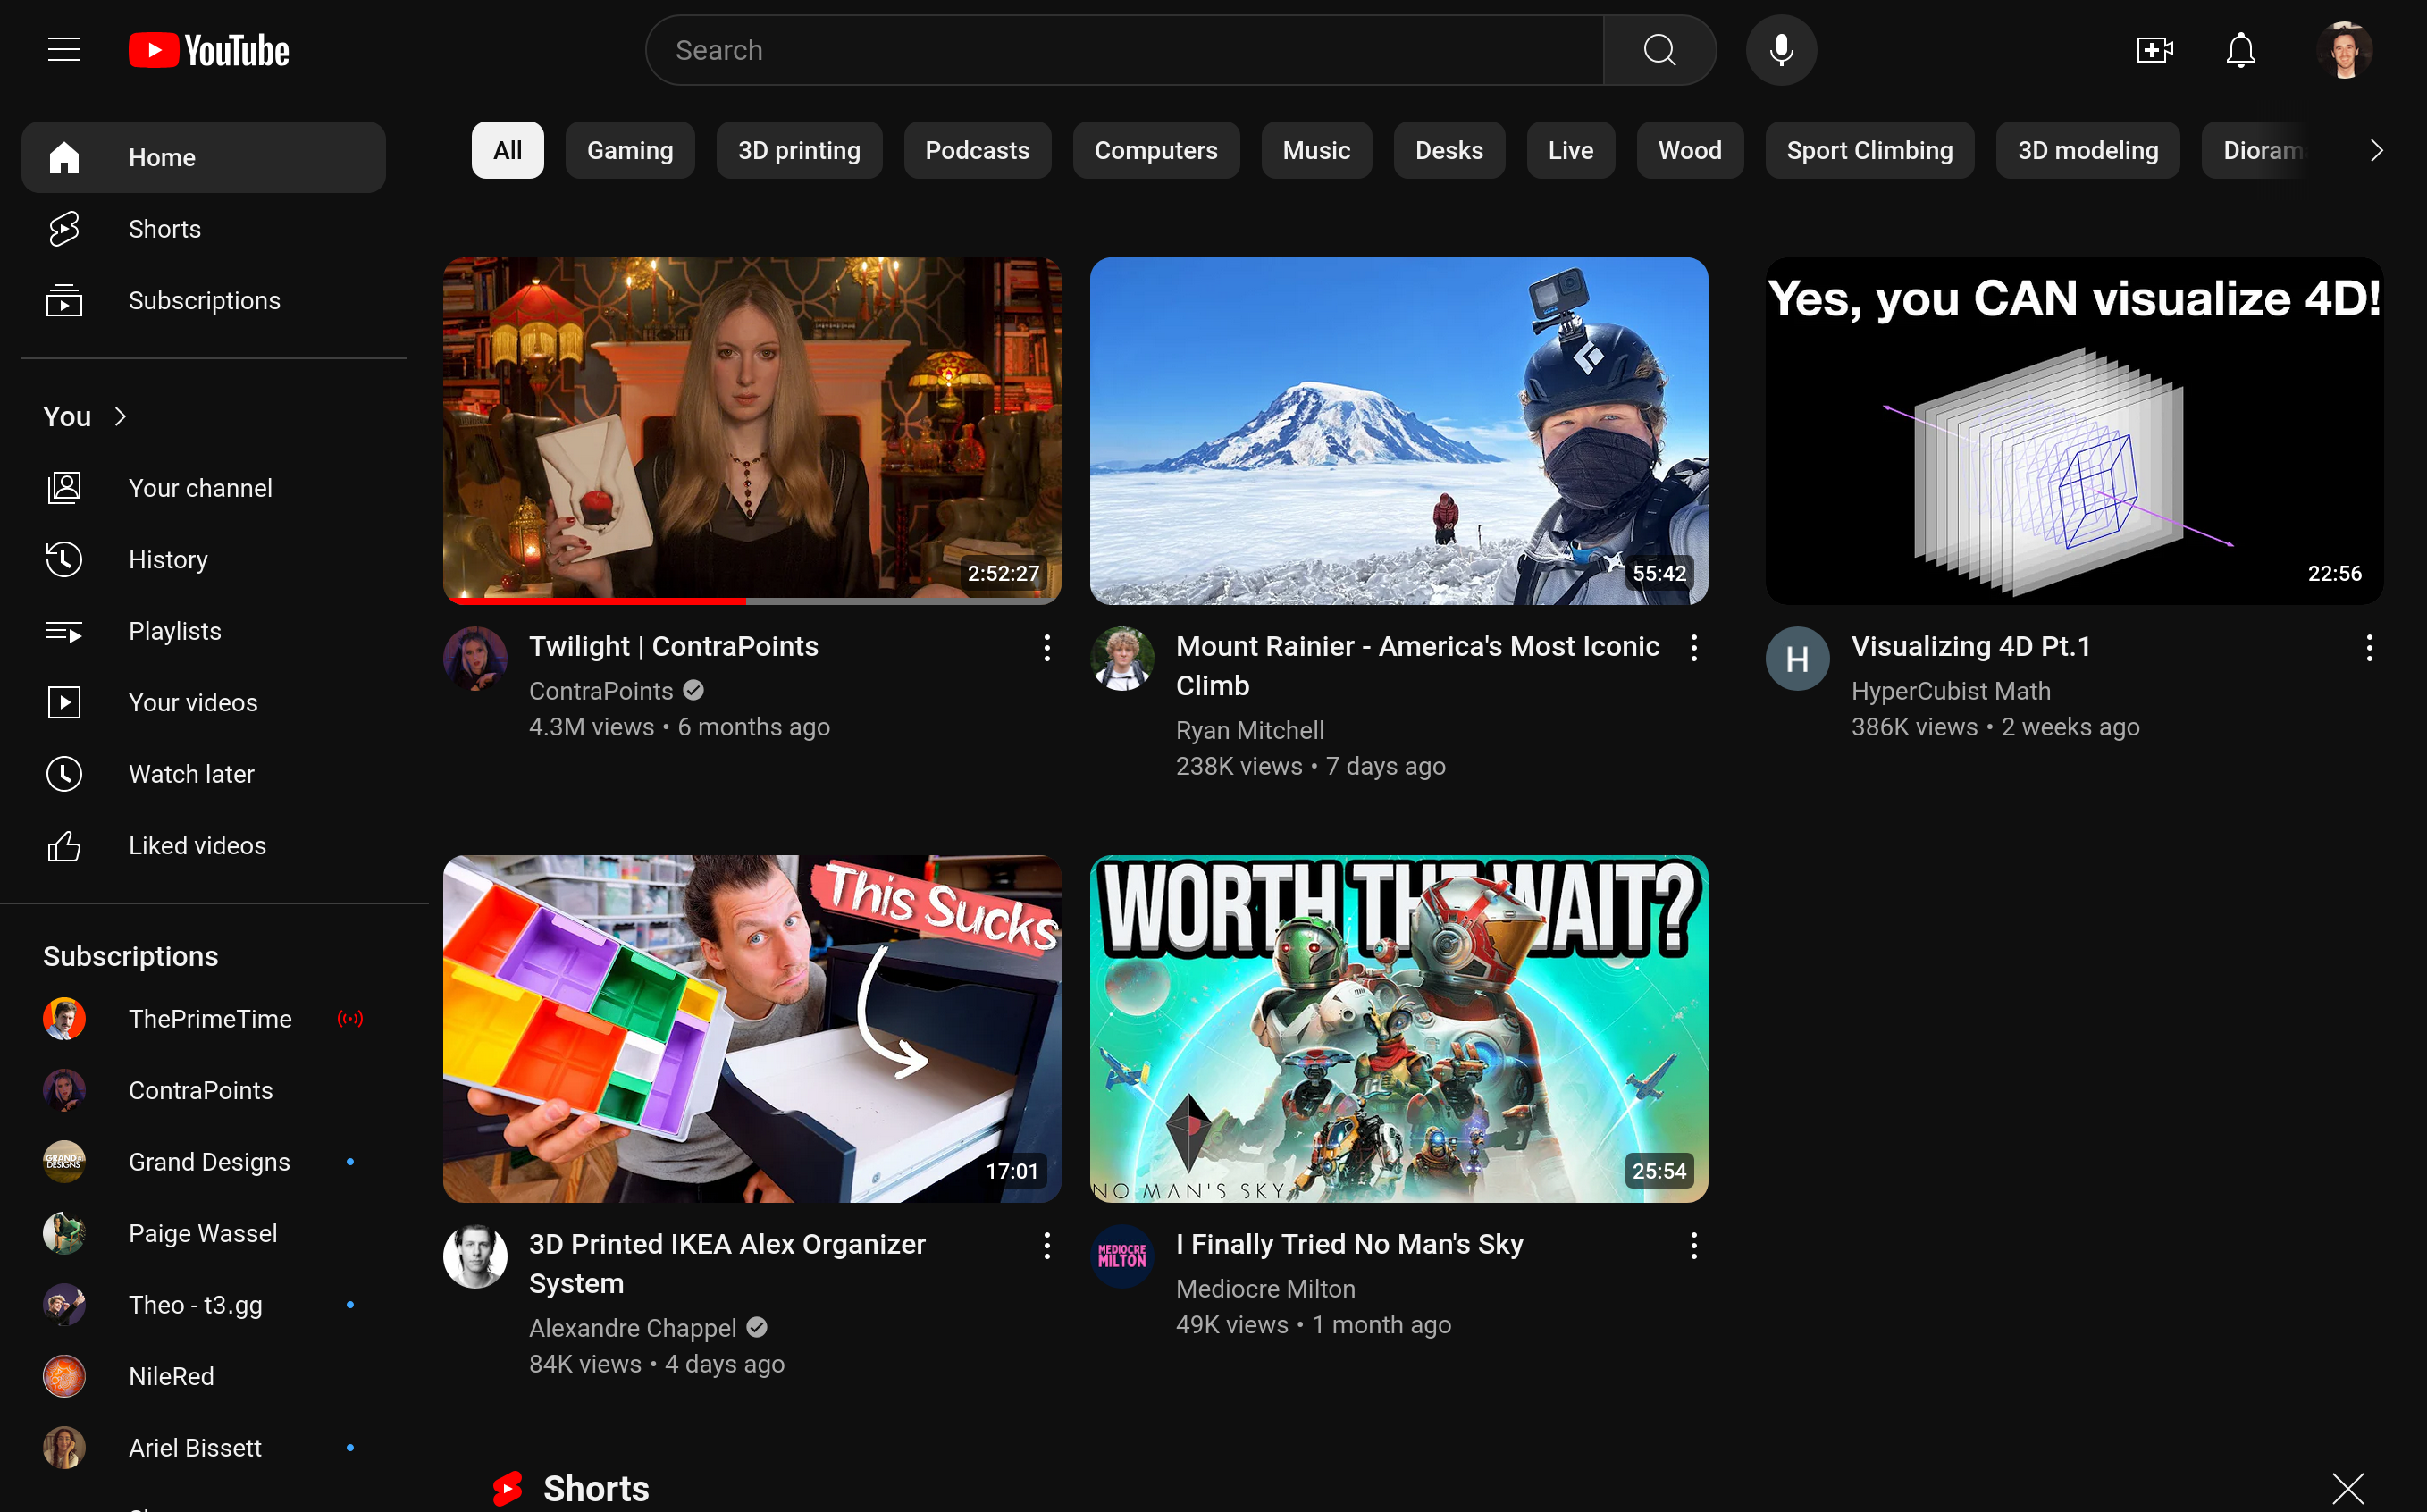 YouTube
Search
All
Gaming
3D printing
Podcasts
Computers
Music
Desks
Live
Wood
Sport Climbing
3D modeling
Home
Shorts
Subscriptions
You
Your channel
History
Playlists
Your videos
Watch later
Liked videos
Subscriptions
ThePrimeTime
ContraPoints
GRAND DESIGNS
Grand Designs
Paige Wassel
Theo - t3.gg
NileRed
Ariel Bissett
2:52:27
Twilight | ContraPoints
ContraPoints
4.3M views • 6 months ago
55:42
Mount Rainier - America's Most Iconic
Climb
Ryan Mitchell
238K views • 7 days ago
Yes, you CAN visualize 4D!
22:56
H
Visualizing 4D Pt.1
HyperCubist Math
386K views • 2 weeks ago
This Sucks
17:01
3D Printed IKEA Alex Organizer
System
Alexandre Chappel
84K views • 4 days ago
WORTH THE WAIT?
NO MAN'S SKY
25:54
MEDIOCRE
MILTON
I Finally Tried No Man's Sky
Mediocre Milton
49K views • 1 month ago
Shorts